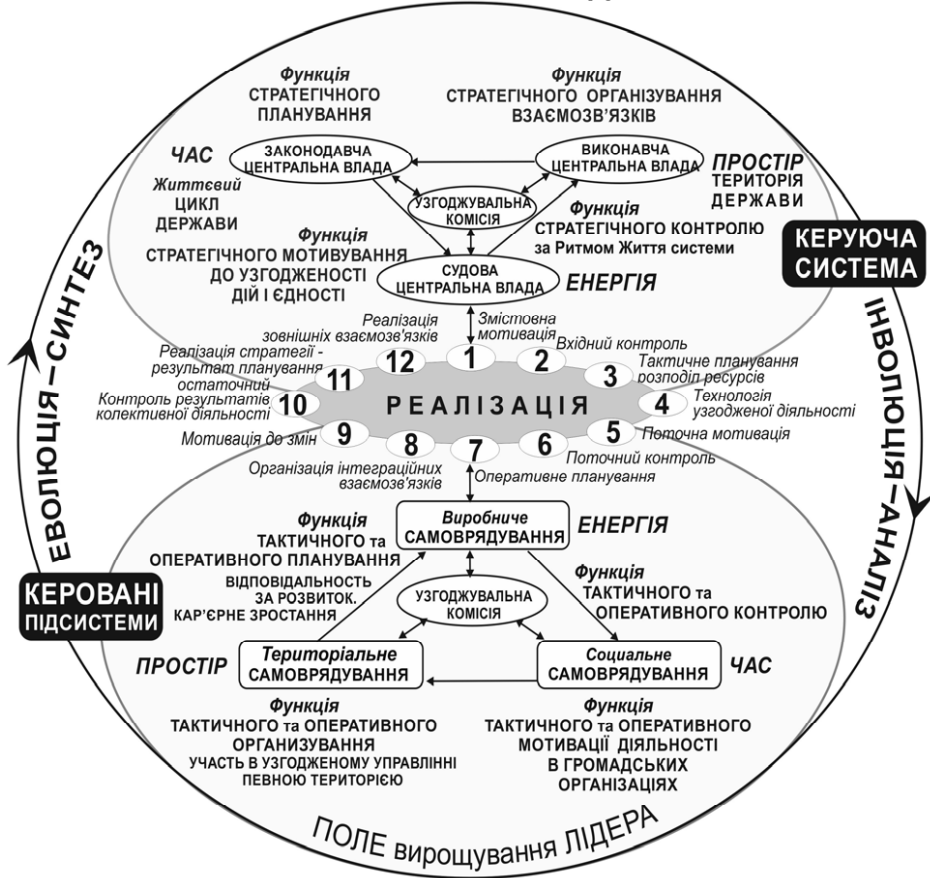 Функція
СТРАТЕГІЧНОГО
ПЛАНУВАННЯ
Функція
СТРАТЕГІЧНОГО ОРГАНІЗУВАННЯ
ВЗАЄМОЗВ'ЯЗКІВ
ЧАС
Життєвий
ЦИКЛ
ДЕРЖАВИ
ЗАКОНОДАВЧА
ЦЕНТРАЛЬНА ВЛАДА
ВИКОНАВЧА
ЦЕНТРАЛЬНА ВЛАДА
ПРОСТІР
ТЕРИТОРІЯ
ДЕРЖАВИ
УЗГОДЖУВАЛЬНА
КОМІСІЯ
Функція
СТРАТЕГІЧНОГО КОНТРОЛЮ
за Ритмом Життя системи
Функція
СТРАТЕГІЧНОГО МОТИВУВАННЯ
ДО УЗГОДЖЕНОСТІ
ДІЙ І ЄДНОСТІ
СУДОВА
ЦЕНТРАЛЬНА ВЛАДА
ЕНЕРГІЯ
КЕРУЮЧА
СИСТЕМА
ЕВОЛЮЦІЯ–СИНТЕЗ
ІНВОЛЮЦІЯ–АНАЛІЗ
1
Змістовна
мотивація
2
Вхідний контроль
3
Тактичне планування
розподіл ресурсів
4
Технологія
узгодженої діяльності
5
Поточна мотивація
6
Поточний контроль
7
Оперативне планування
8
Організація інтеграційних
взаємозв'язків
9
Мотивація до змін
10
остаточний
Контроль результатів
колективної діяльності
11
Реалізація стратегії -
результат планування
12
Реалізація
зовнішніх взаємозв'язків
РЕАЛІЗАЦІЯ
Виробниче
САМОВРЯДУВАННЯ
ЕНЕРГІЯ
Функція
ТАКТИЧНОГО та
ОПЕРАТИВНОГО ПЛАНУВАННЯ
ВІДПОВІДАЛЬНОСТЬ
ЗА РОЗВИТОК.
КАР'ЄРНЕ ЗРОСТАННЯ
УЗГОДЖУВАЛЬНА
КОМІСІЯ
Функція
ТАКТИЧНОГО та
ОПЕРАТИВНОГО КОНТРОЛЮ
КЕРОВАНІ
ПІДСИСТЕМИ
ПРОСТІР
Територіальне
САМОВРЯДУВАННЯ
Социальне
САМОВРЯДУВАННЯ
ЧАС
Функція
ТАКТИЧНОГО та ОПЕРАТИВНОГО
ОРГАНИЗУВАННЯ
УЧАСТЬ В УЗГОДЖЕНОМУ УПРАВЛІННІ
ПЕВНОЮ ТЕРИТОРІЄЮ
Функція
ТАКТИЧНОГО та ОПЕРАТИВНОГО
МОТИВАЦІЇ ДІЯЛЬНОСТІ
В ГРОМАДСЬКИХ
ОРГАНІЗАЦІЯХ
ПОЛЕ вирощування ЛІДЕРА